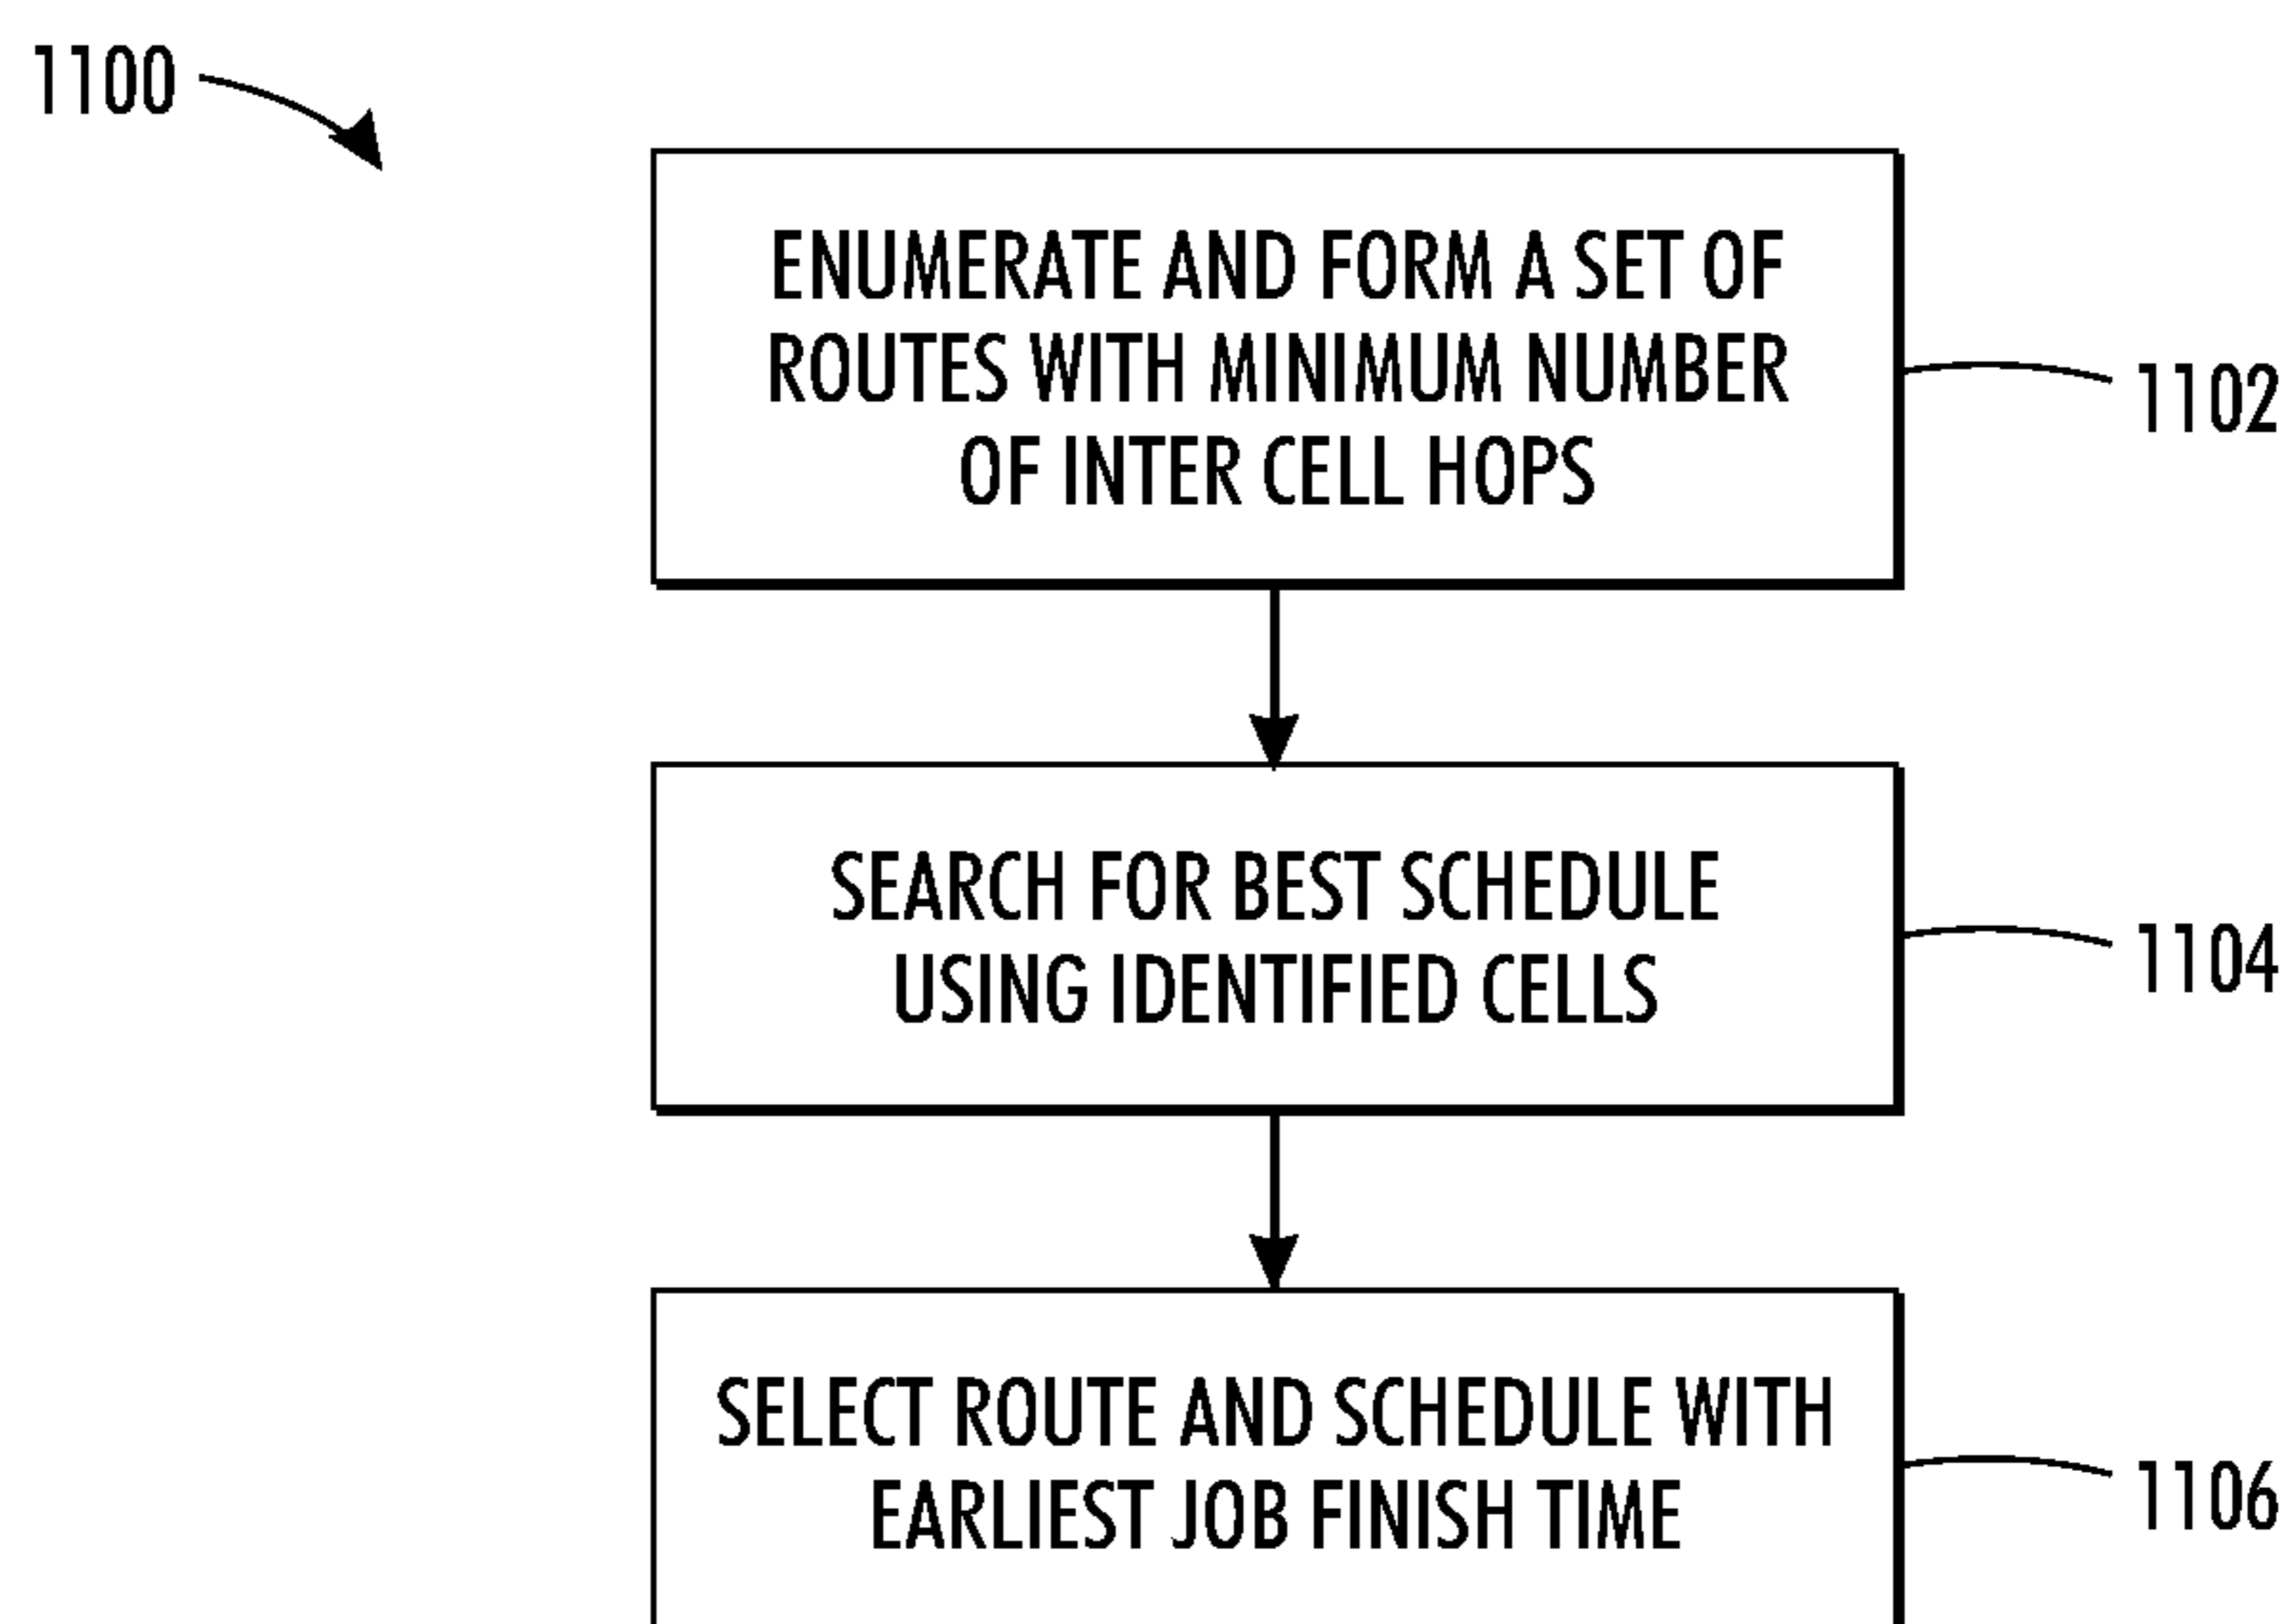 1100
ENUMERATE AND FORM A SET OF
ROUTES WITH MINIMUM NUMBER
OF INTER CELL HOPS
1102
SEARCH FOR BEST SCHEDULE
USING IDENTIFIED CELLS
1104
SELECT ROUTE AND SCHEDULE WITH
EARLIEST JOB FINISH TIME
1106